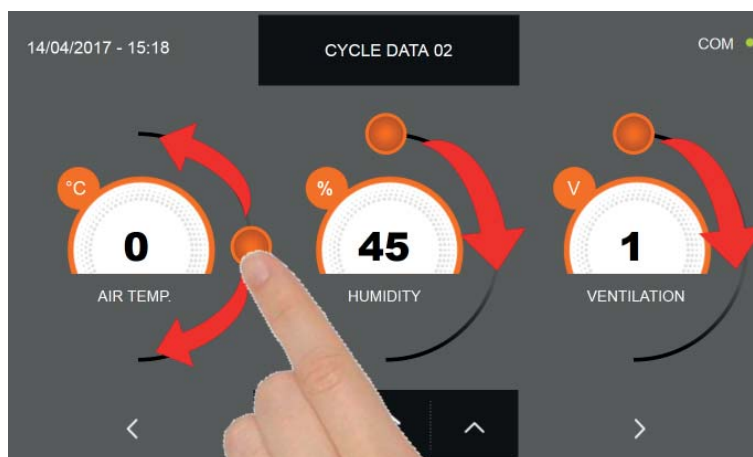 14/04/2017 - 15:18
CYCLE DATA 02
COM
°C
%
V
0
45
1
AIR TEMP.
HUMIDITY
VENTILATION